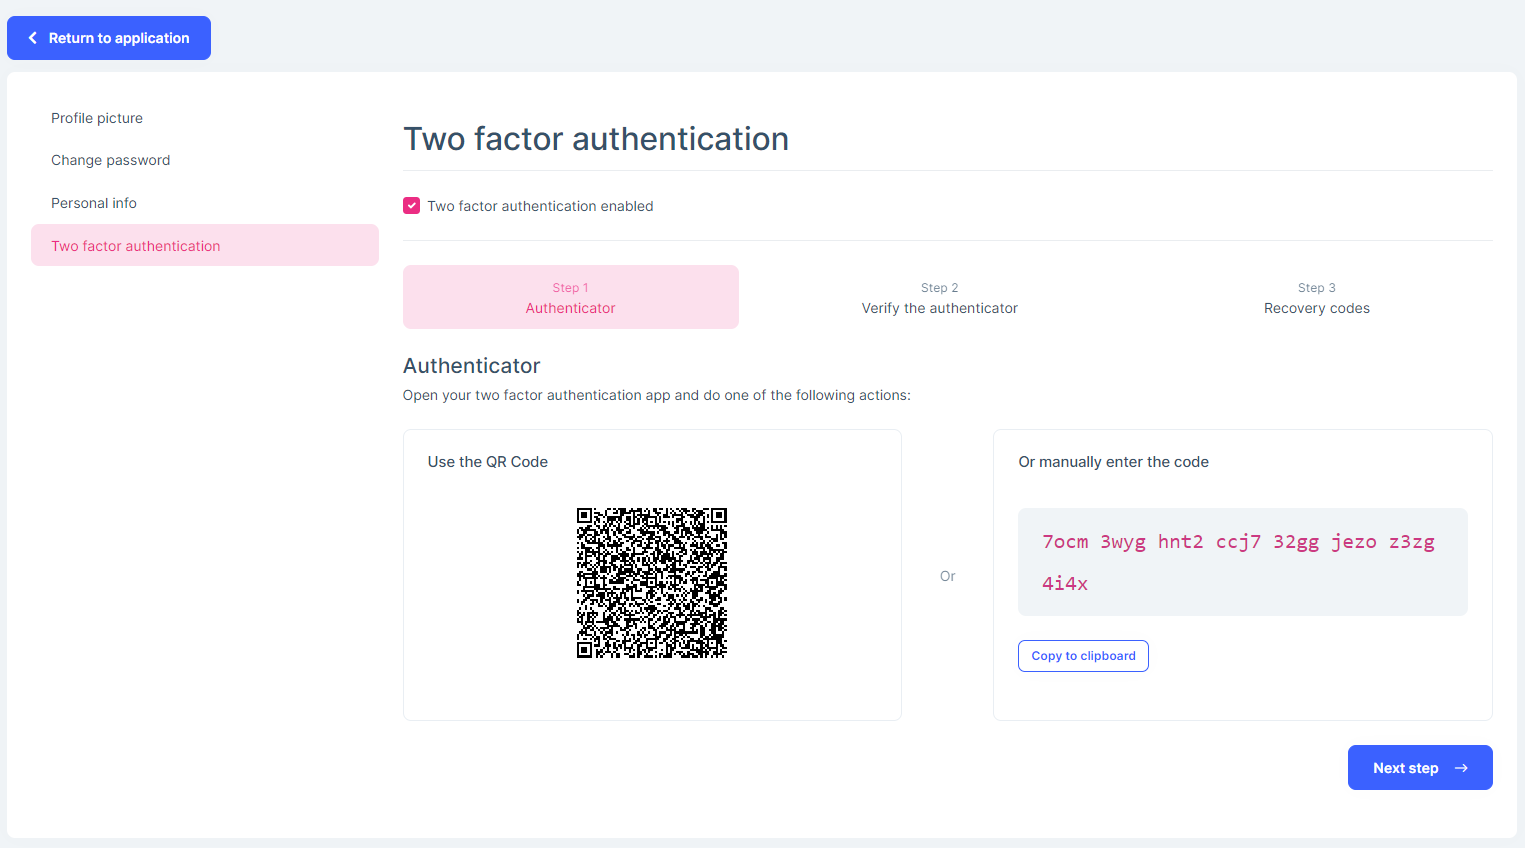 Return to application
Profile picture
Change password
Personal info
Two factor authentication
Two factor authentication
Two factor authentication enabled
Step 1
Authenticator
Step 2
Verify the authenticator
Step 3
Recovery codes
Authenticator
Open your two factor authentication app and do one of the following actions:
Use the QR Code
Or
Or manually enter the code
7ocm 3wyg hnt2 ccj7 32gg jezo z3zg
4i4x
Copy to clipboard
Next step